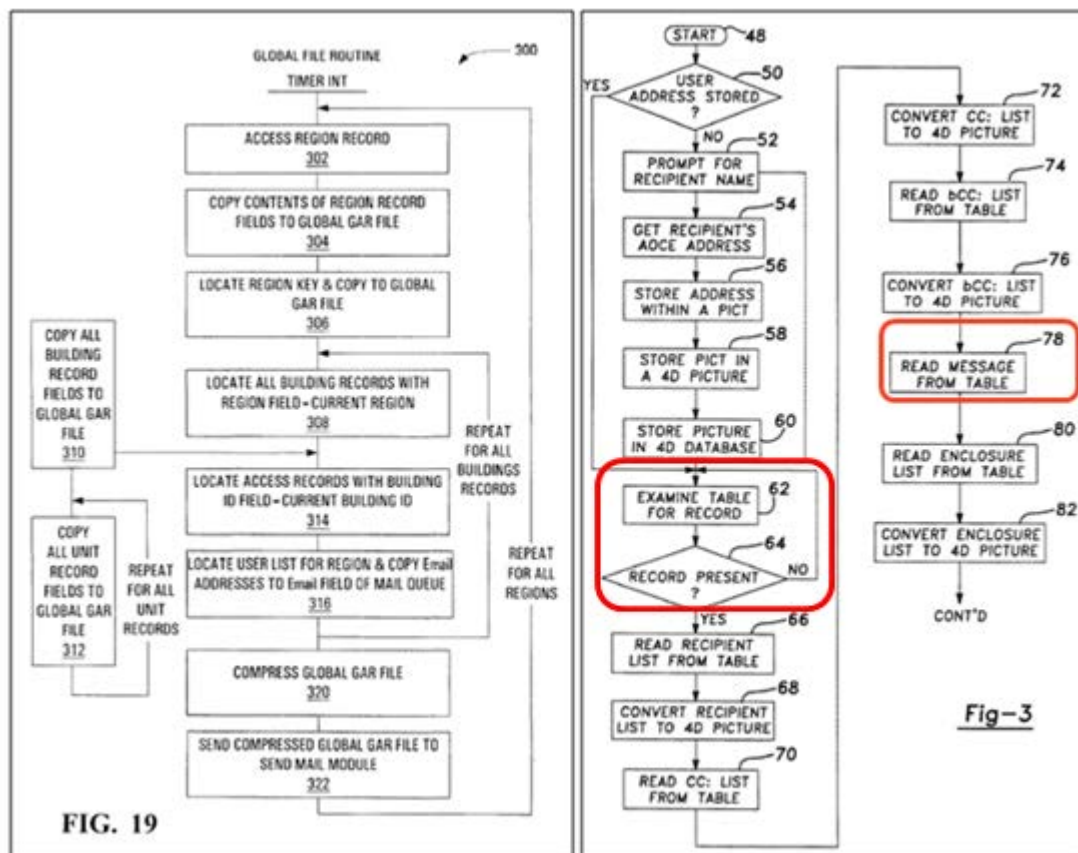 300
GLOBAL FILE ROUTINE
TIMER INT
ACCESS REGION RECORD
302
COPY CONTENTS OF REGION RECORD
FIELDS TO GLOBAL GAR FILE
304
LOCATE REGION KEY & COPY TO GLOBAL
GAR FILE
306
COPY ALL
BUILDING
RECORD
FIELDS TO
GLOBAL GAR
FILE
310
LOCATE ALL BUILDING RECORDS WITH
REGION FIELD = CURRENT REGION
308
COPY
ALL UNIT
RECORD
FIELDS TO
GLOBAL GAR
FILE
312
REPEAT
FOR ALL
UNIT
RECORDS
LOCATE ACCESS RECORDS WITH BUILDING
ID FIELD = CURRENT BUILDING ID
314
LOCATE USER LIST FOR REGION & COPY Email
ADDRESSES TO Email FIELD OF MAIL QUEUE
316
REPEAT
FOR ALL
BUILDINGS
RECORDS
REPEAT
FOR ALL
REGIONS
COMPRESS GLOBAL GAR FILE
320
SEND COMPRESSED GLOBAL GAR FILE TO
SEND MAIL MODULE
322
FIG. 19
START
48
USER
ADDRESS STORED
?
50
YES
NO
PROMPT FOR
RECIPIENT NAME
52
GET RECIPIENT'S
AOCE ADDRESS
54
STORE ADDRESS
WITHIN A PICT
56
STORE PICT IN
A 4D PICTURE
58
STORE PICTURE
IN 4D DATABASE
60
EXAMINE TABLE
FOR RECORD
62
RECORD PRESENT
?
64
NO
YES
READ RECIPIENT
LIST FROM TABLE
66
CONVERT RECIPIENT
LIST TO 4D PICTURE
68
READ CC: LIST
FROM TABLE
70
CONVERT CC: LIST
TO 4D PICTURE
72
READ bCC: LIST
FROM TABLE
74
CONVERT bCC: LIST
TO 4D PICTURE
76
READ MESSAGE
FROM TABLE
78
READ ENCLOSURE
LIST FROM TABLE
80
CONVERT ENCLOSURE
LIST TO 4D PICTURE
82
CONT'D
Fig-3